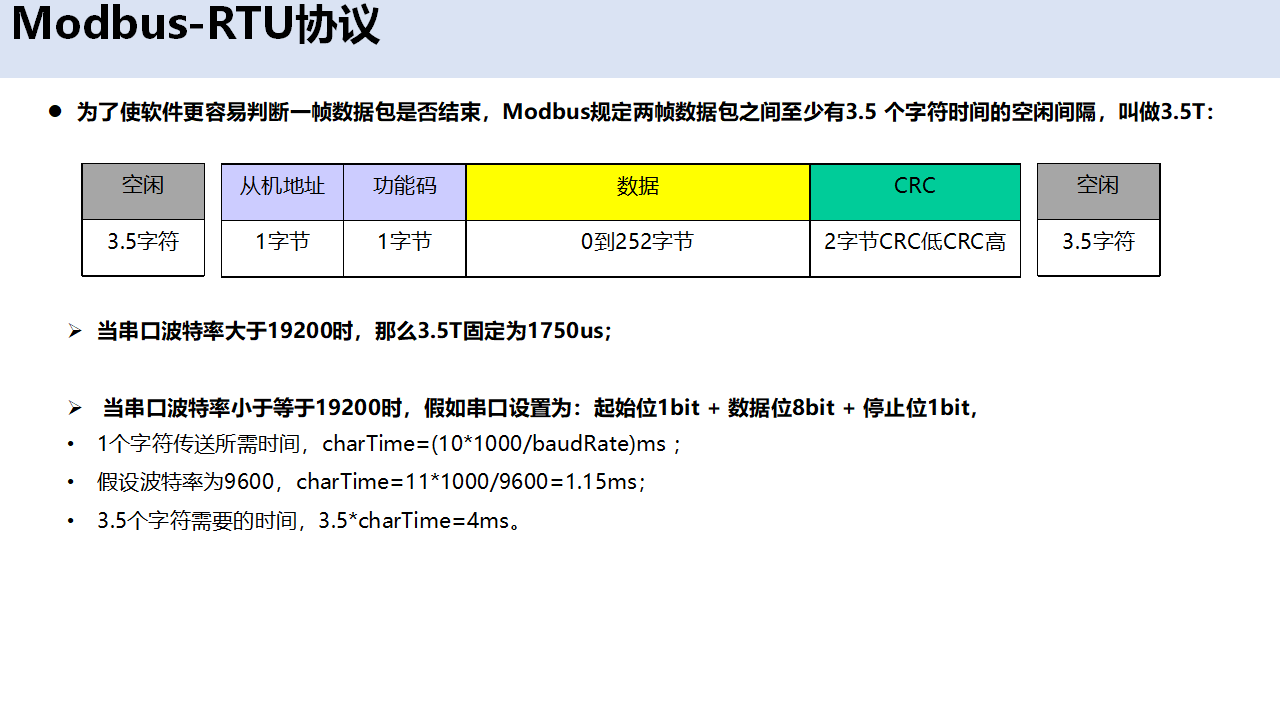 Modbus-RTU协议
● 为了使软件更容易判断一帧数据包是否结束，Modbus规定两帧数据包之间至少有3.5 个字符时间的空闲间隔，叫做3.5T：
空闲 从机地址 功能码 数据 CRC 空闲
3.5字符 1字节 1字节 0到252字节 2字节CRC低CRC高 3.5字符
➢ 当串口波特率大于19200时，那么3.5T固定为1750us；
➢ 当串口波特率小于等于19200时，假如串口设置为：起始位1bit + 数据位8bit + 停止位1bit，
• 1个字符传送所需时间，charTime=(10*1000/baudRate)ms ；
• 假设波特率为9600，charTime=11*1000/9600=1.15ms；
• 3.5个字符需要的时间，3.5*charTime=4ms。